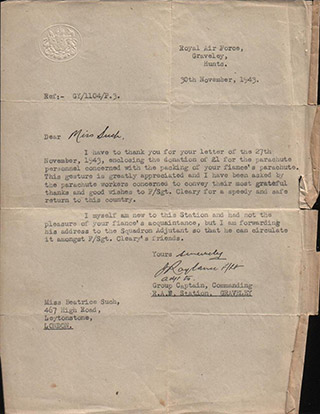 Royal Air Force,
Graveley,
Hunts.
30th November, 1943.
Ref:- GY/1104/P.3.
Dear Miss Such,
I have to thank you for your letter of the 27th
November, 1943, enclosing the donation of £1 for the parachute
personnel concerned with the packing of your fiance's parachute.
This gesture is greatly appreciated and I have been asked by
the parachute workers concerned to convey their most grateful
thanks and good wishes to F/Sgt. Cleary for a speedy and safe
return to this country.
I myself am new to this Station and had not the
pleasure of your fiance's acquaintance, but I am forwarding
his address to the Squadron Adjutant so that he can circulate
it amongst F/Sgt. Cleary's friends.
Yours sincerely
Group Captain, Commanding
R.A.F. Station, GRAVELEY
Miss Beatrice Such,
467 High Road,
Leytonstone,
LONDON.